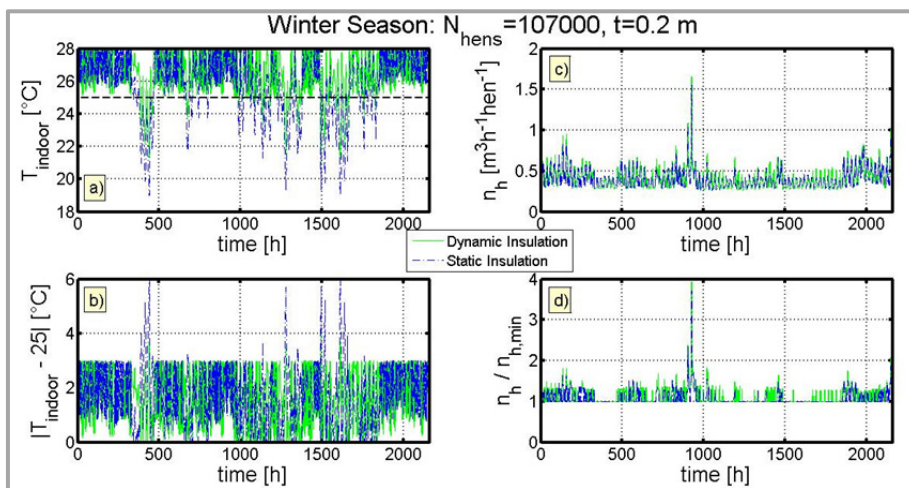 Winter Season: N_hens=107000, t=0.2 m
28
26
24
22
20
18
T_indoor [°C]
a)
0 500 1000 1500 2000
time [h]
2
1.5
1
0.5
0
n_h [m³h⁻¹hen⁻¹]
c)
0 500 1000 1500 2000
time [h]
Dynamic Insulation
Static Insulation
6
4
2
0
|T_indoor - 25| [°C]
b)
0 500 1000 1500 2000
time [h]
4
3
2
1
0
n_h / n_h,min
d)
0 500 1000 1500 2000
time [h]